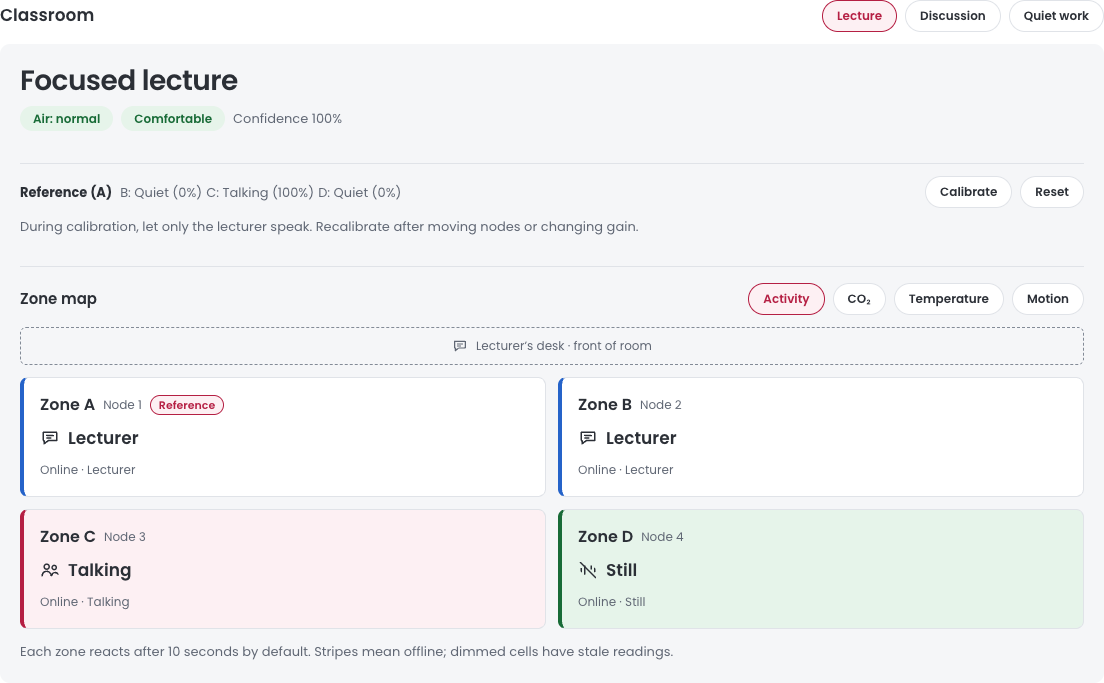 Classroom
Lecture Discussion Quiet work
Focused lecture
Air: normal Comfortable Confidence 100%
Reference (A) B: Quiet (0%) C: Talking (100%) D: Quiet (0%)
Calibrate Reset
During calibration, let only the lecturer speak. Recalibrate after moving nodes or changing gain.
Zone map
Activity CO₂ Temperature Motion
Lecturer's desk · front of room
Zone A Node 1 Reference
Lecturer
Online · Lecturer
Zone B Node 2
Lecturer
Online · Lecturer
Zone C Node 3
Talking
Online · Talking
Zone D Node 4
Still
Online · Still
Each zone reacts after 10 seconds by default. Stripes mean offline; dimmed cells have stale readings.